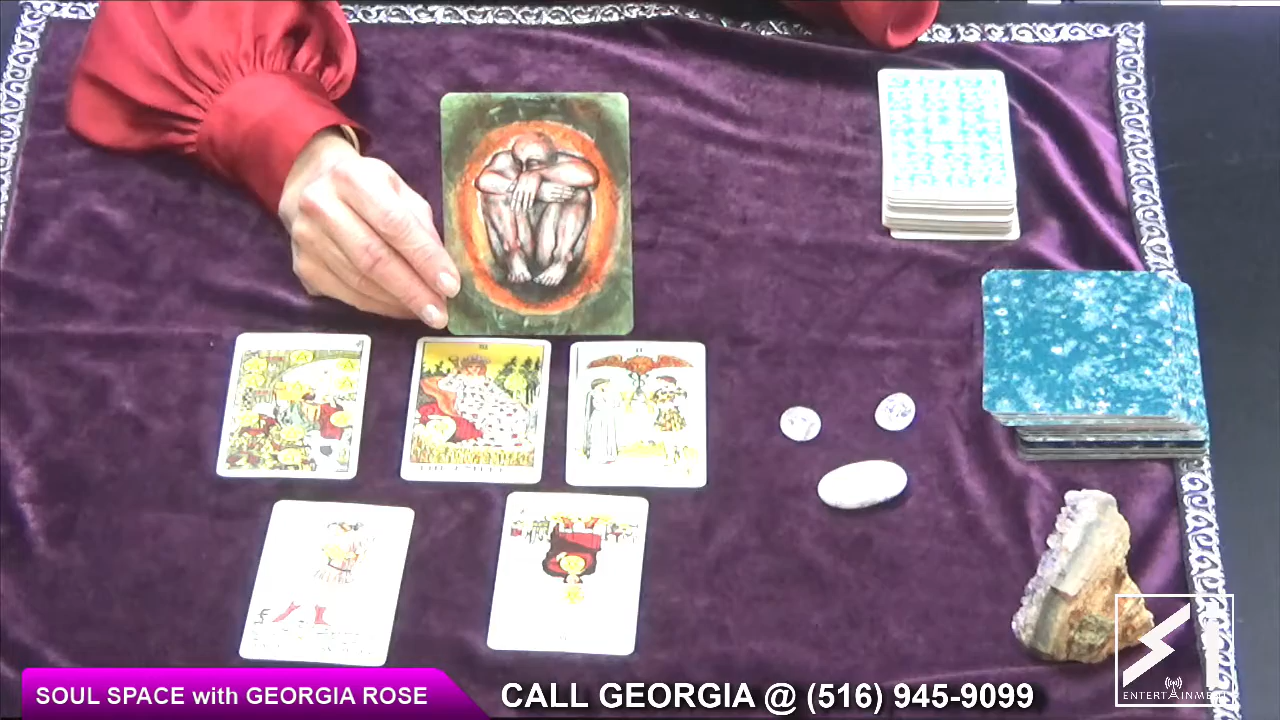 SOUL SPACE with GEORGIA ROSE
CALL GEORGIA @ (516) 945-9099
ENTERTAINMENT